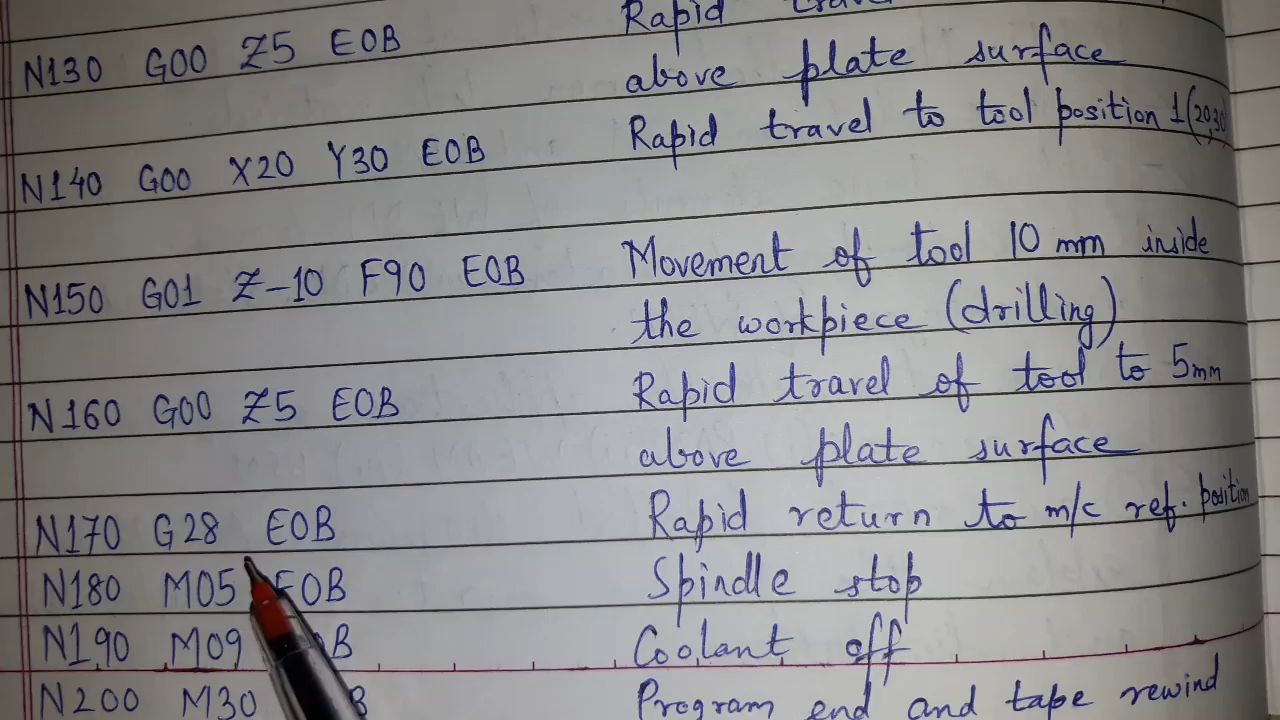 Rapid
N130 G00 Z5 EOB above plate surface
N140 G00 X20 Y30 EOB Rapid travel to tool position 1(20,30)
N150 G01 Z-10 F90 EOB Movement of tool 10 mm inside
the workpiece (drilling)
N160 G00 Z5 EOB Rapid travel of tool to 5mm
above plate surface
N170 G28 EOB Rapid return to m/c ref. position
N180 M05 EOB Spindle stop
N190 M09 Coolant off
N200 M30 Program end and tape rewind